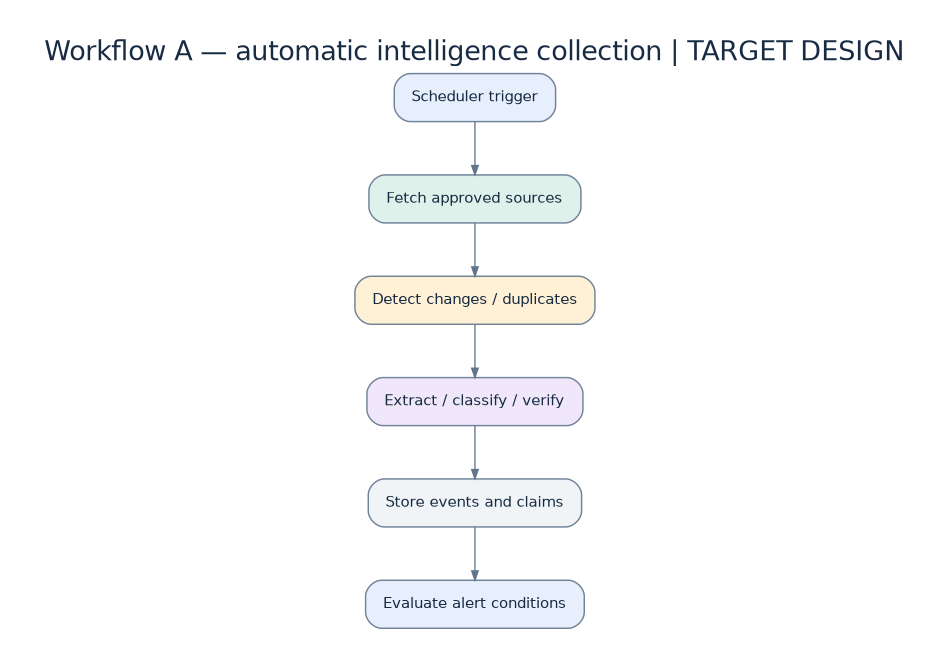 Workflow A — automatic intelligence collection | TARGET DESIGN
Scheduler trigger
Fetch approved sources
Detect changes / duplicates
Extract / classify / verify
Store events and claims
Evaluate alert conditions